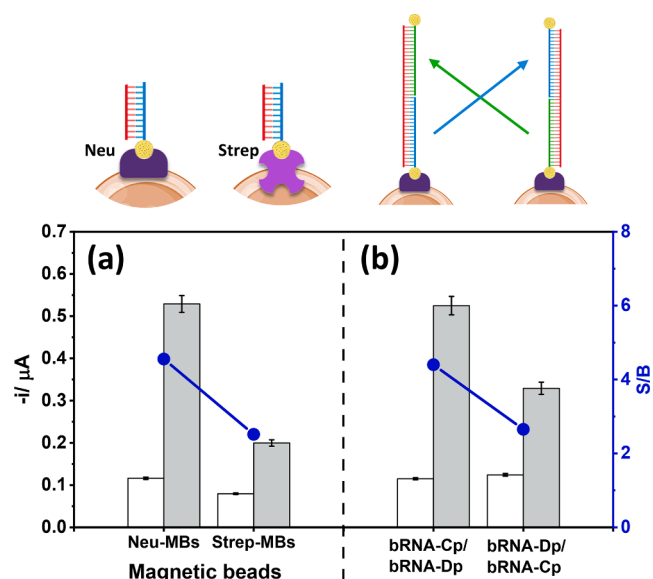 Neu
Strep
(a)
(b)
0.7
0.6
0.5
0.4
0.3
0.2
0.1
0.0
-i/ µA
8
6
4
2
0
S/B
Neu-MBs Strep-MBs
Magnetic beads
bRNA-Cp/ bRNA-Dp/
bRNA-Dp bRNA-Cp